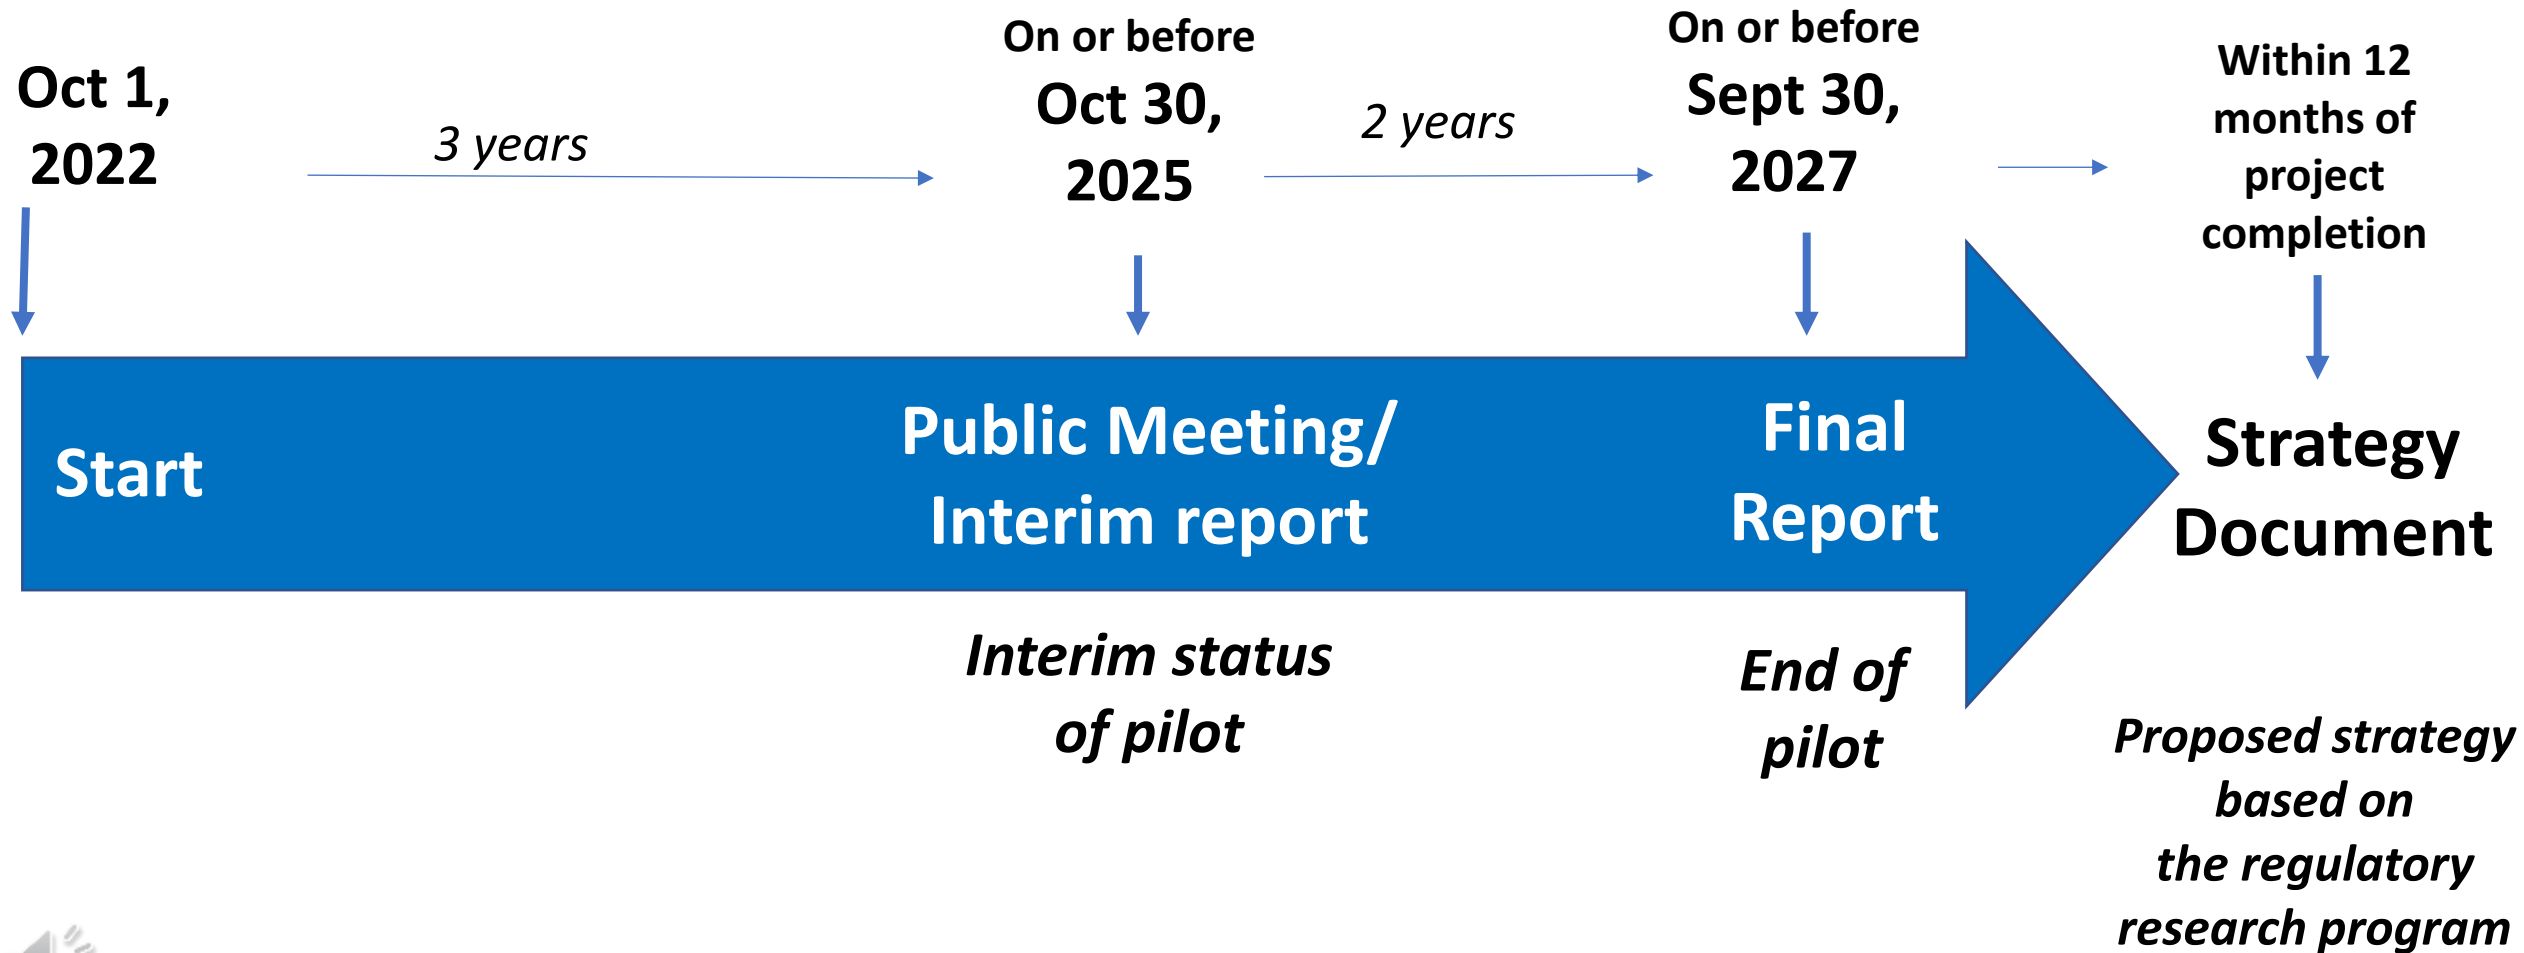 Oct 1,
2022
3 years
On or before
Oct 30,
2025
2 years
On or before
Sept 30,
2027
Within 12
months of
project
completion
Start
Public Meeting/
Interim report
Final
Report
Strategy
Document
Interim status
of pilot
End of
pilot
Proposed strategy
based on
the regulatory
research program